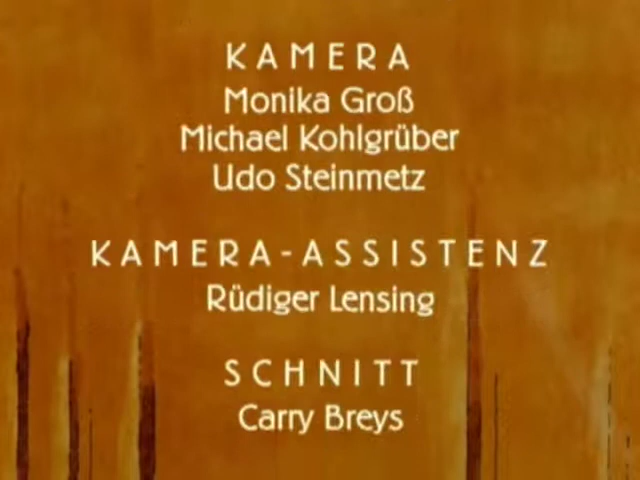 KAMERA
Monika Groß
Michael Kohlgrüber
Udo Steinmetz
KAMERA-ASSISTENZ
Rüdiger Lensing
SCHNITT
Carry Breys